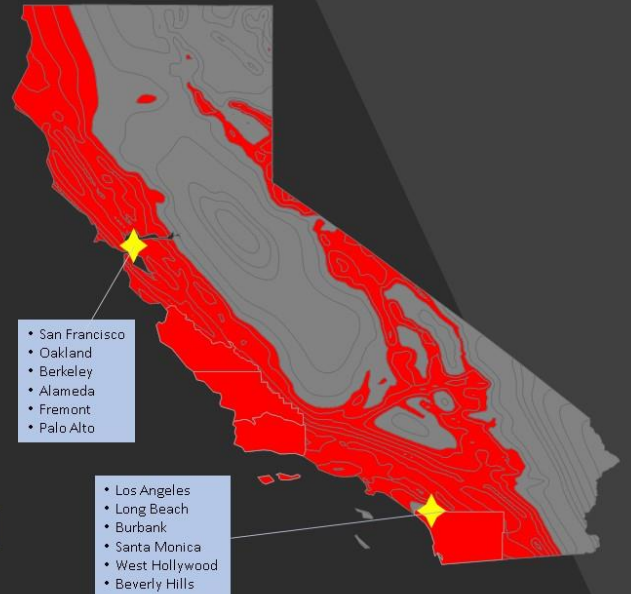 • San Francisco
• Oakland
• Berkeley
• Alameda
• Fremont
• Palo Alto
• Los Angeles
• Long Beach
• Burbank
• Santa Monica
• West Hollywood
• Beverly Hills